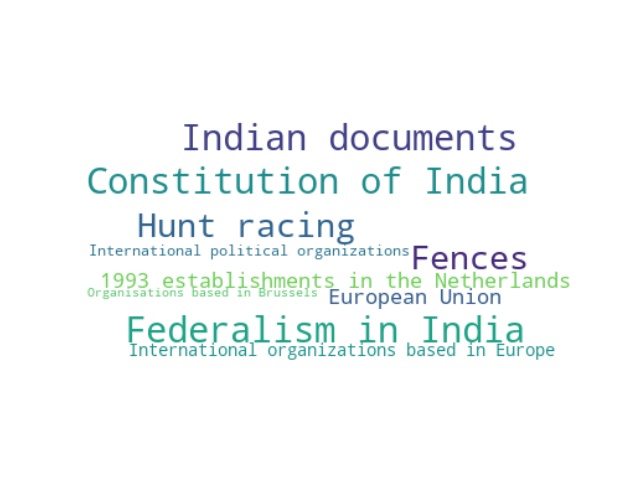 Indian documents
Constitution of India
Hunt racing
International political organizations
Fences
1993 establishments in the Netherlands
Organisations based in Brussels
European Union
Federalism in India
International organizations based in Europe